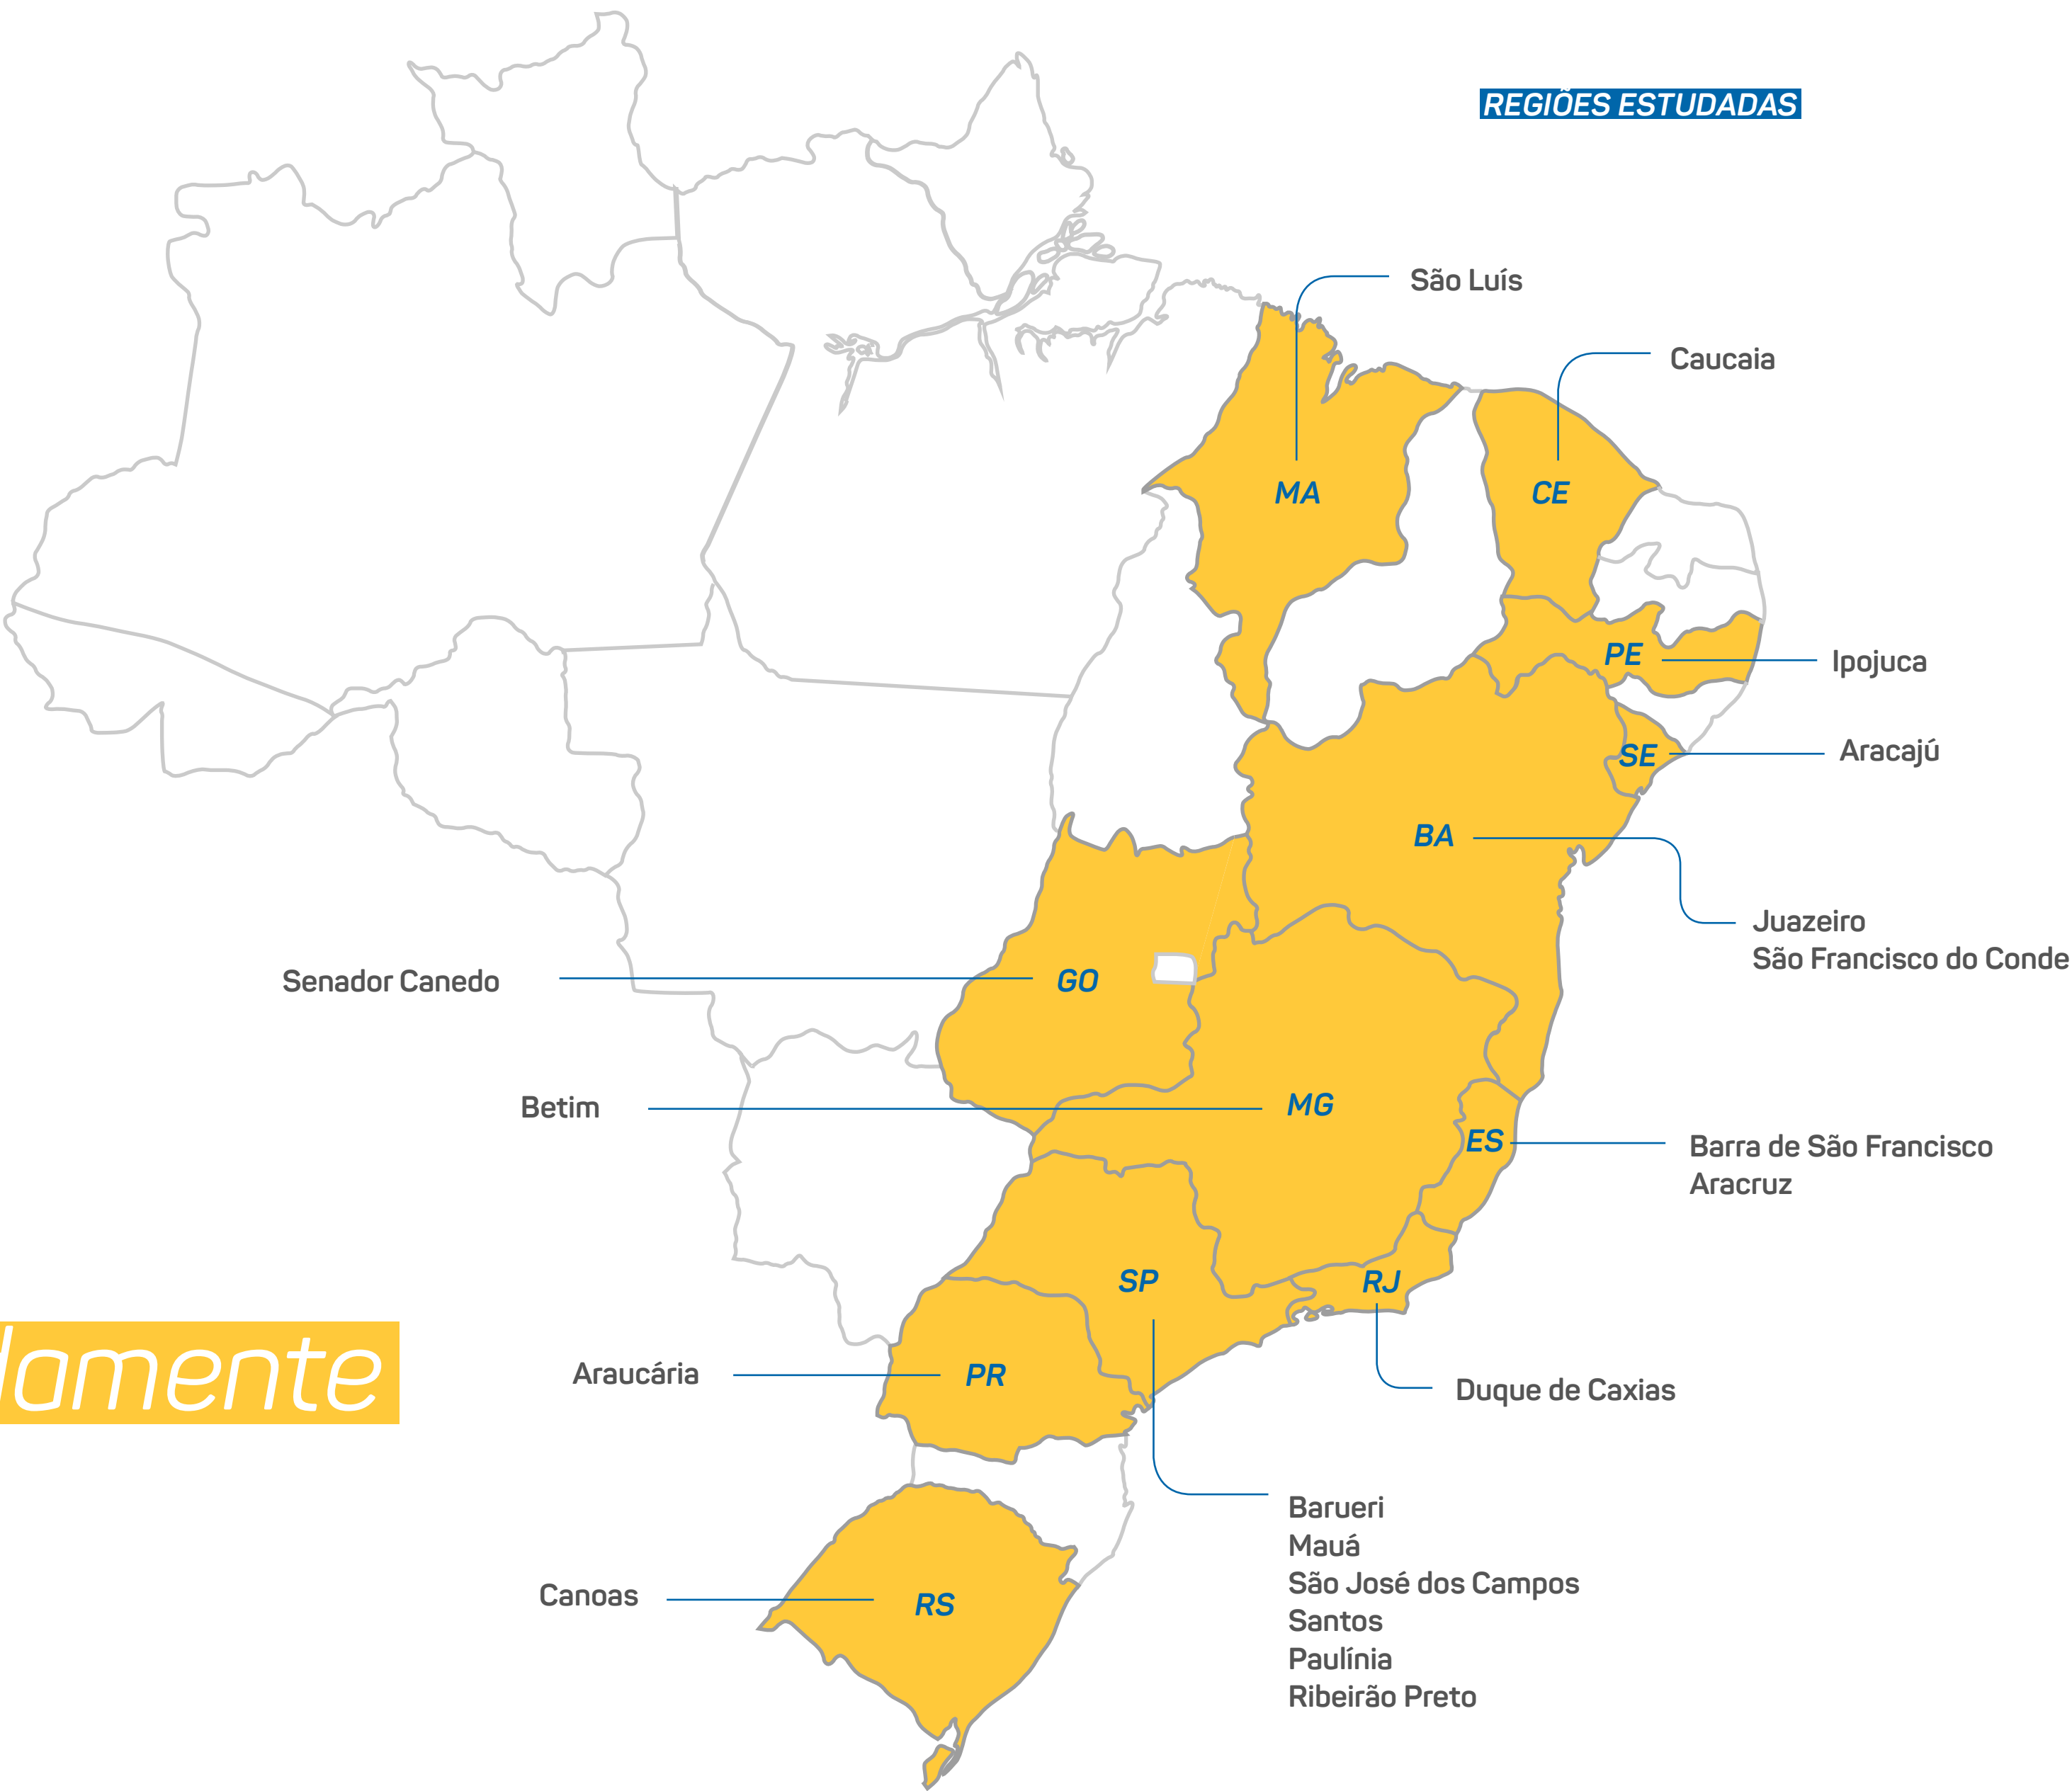 REGIÕES ESTUDADAS
São Luís
Caucaia
MA
CE
PE
Ipojuca
SE
Aracajú
BA
Juazeiro
São Francisco do Conde
Senador Canedo
GO
Betim
MG
ES
Barra de São Francisco
Aracruz
SP
RJ
lamente
Araucária
PR
Duque de Caxias
Barueri
Mauá
São José dos Campos
Santos
Paulínia
Ribeirão Preto
Canoas
RS